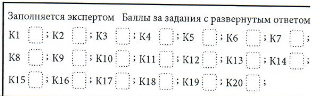 Заполняется экспертом Баллы за задания с развернутым ответом
К1 ; К2 ; К3 ; К4 ; К5 ; К6 ; К7 ;
К8 ; К9 ; К10 ; К11 ; К12 ; К13 ; К14 ;
К15 ; К16 ; К17 ; К18 ; К19 ; К20 ;